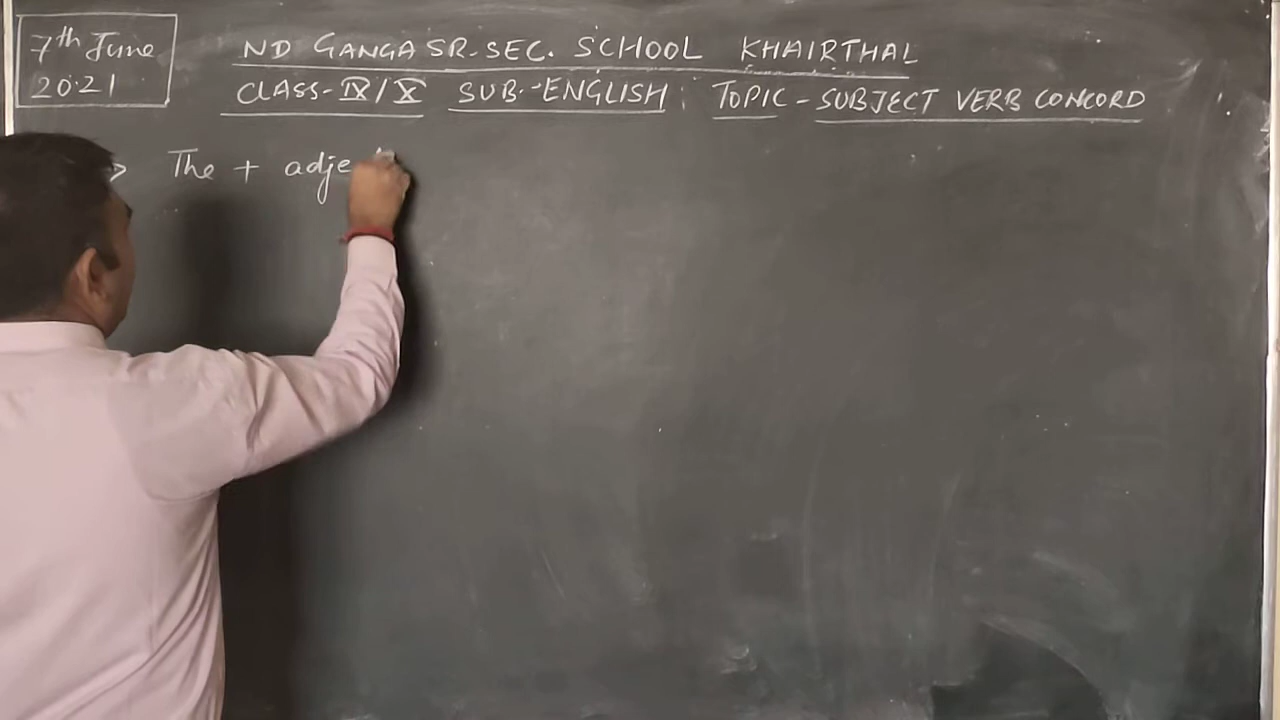 7th June
2021
ND GANGA SR. SEC. SCHOOL KHAIRTHAL
CLASS-IX/X SUB.-ENGLISH; TOPIC-SUBJECT VERB CONCORD
The + adje